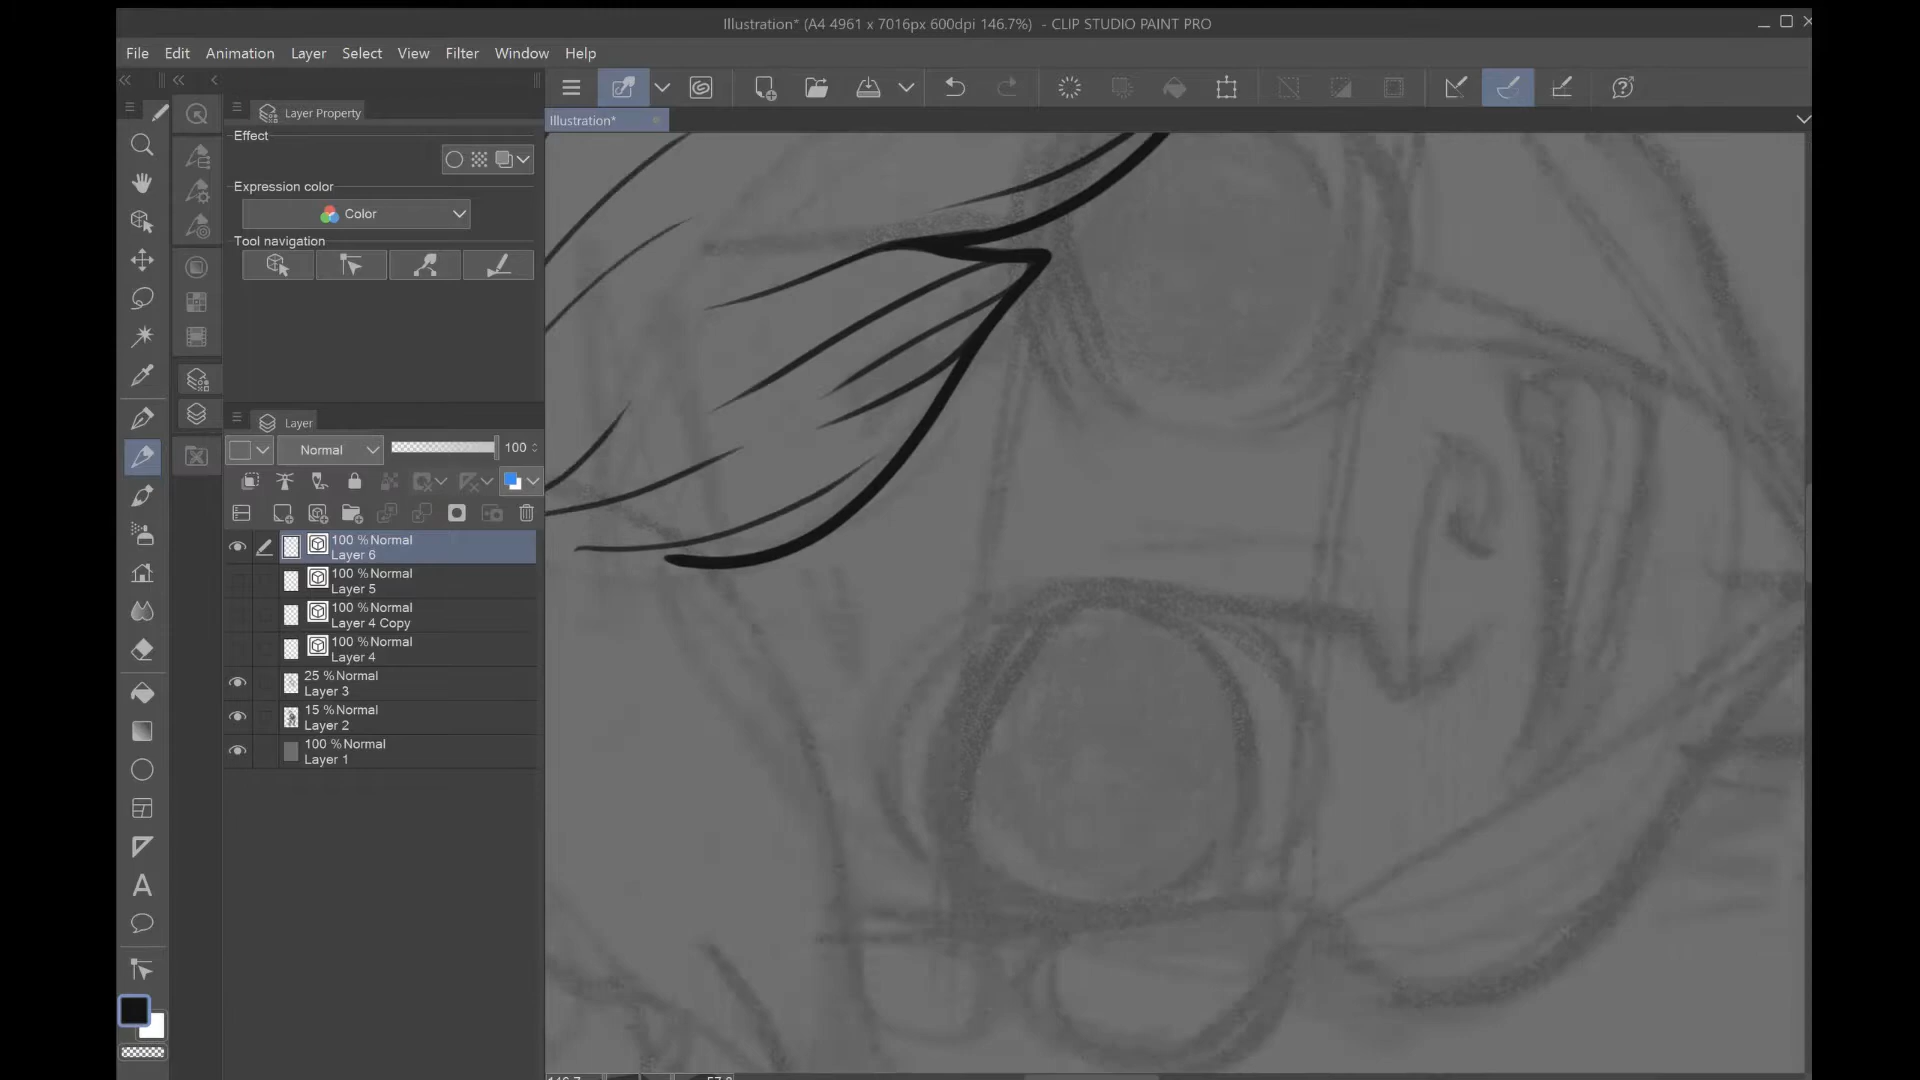 Illustration* (A4 4961 x 7016px 600dpi 146.7%) - CLIP STUDIO PAINT PRO
File Edit Animation Layer Select View Filter Window Help
Illustration*
Layer Property
Effect
Expression color
Color
Tool navigation
Layer
Normal 100
100 %Normal
Layer 6
100 %Normal
Layer 5
100 %Normal
Layer 4 Copy
100 %Normal
Layer 4
25 %Normal
Layer 3
15 %Normal
Layer 2
100 %Normal
Layer 1